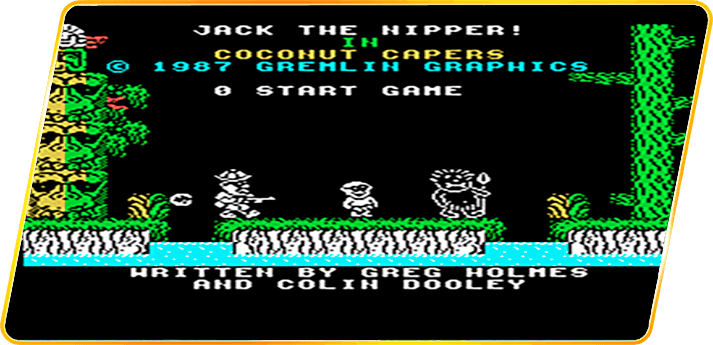 JACK THE NIPPER!
IN
COCONUT CAPERS
© 1987 GREMLIN GRAPHICS
0 START GAME
WRITTEN BY GREG HOLMES
AND COLIN DOOLEY